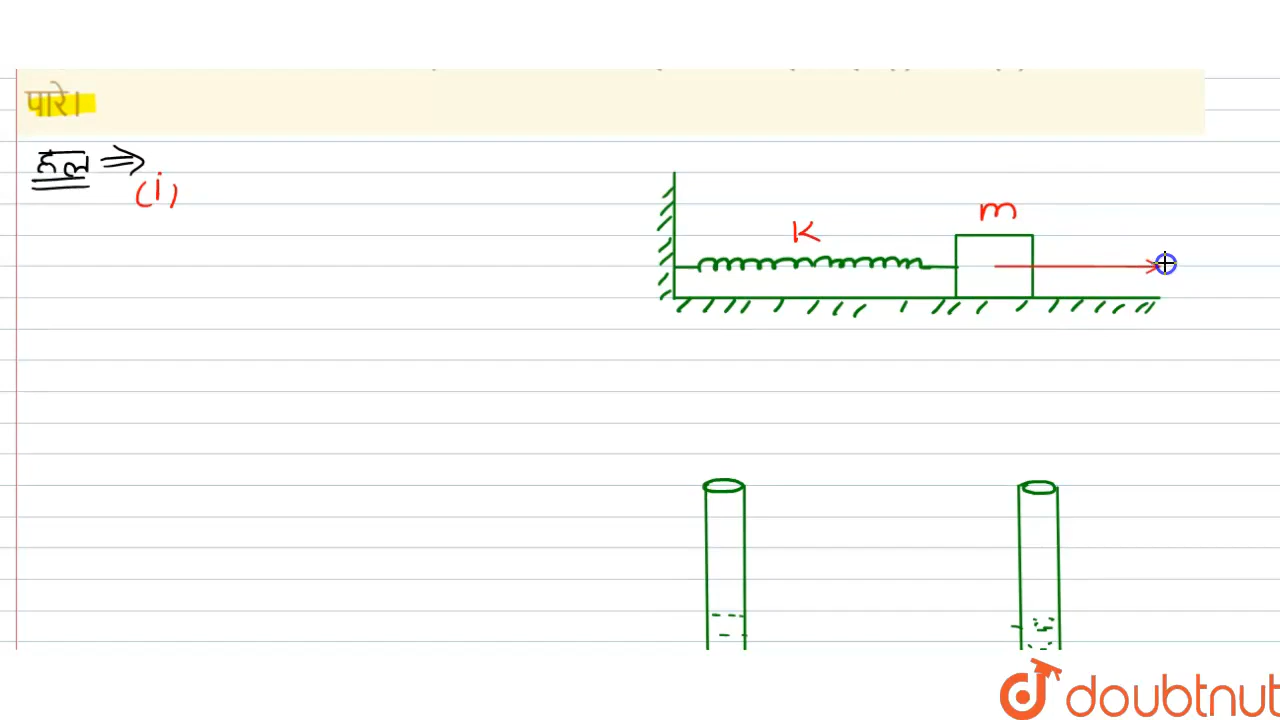 पारे।
हल ⇒
(i)
K
m
doubtnut